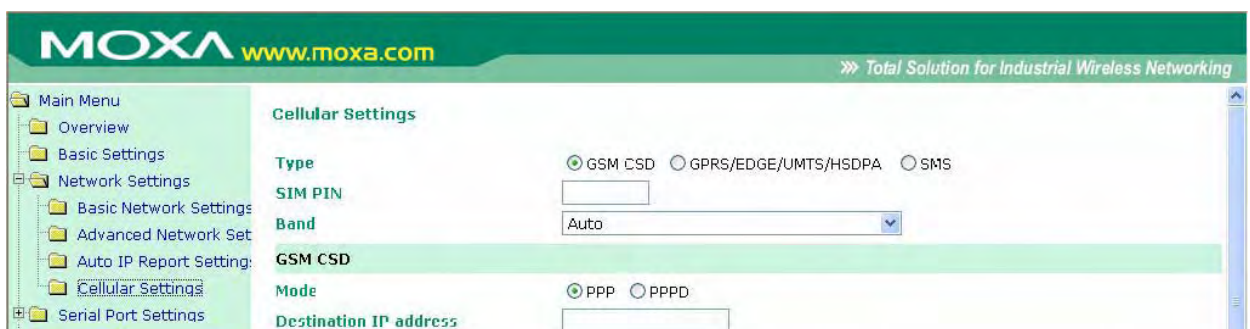 MOXA www.moxa.com
Total Solution for Industrial Wireless Networking
Main Menu
Overview
Basic Settings
Network Settings
Basic Network Settings
Advanced Network Set
Auto IP Report Setting
Cellular Settings
Serial Port Settings
Cellular Settings
Type GSM CSD GPRS/EDGE/UMTS/HSDPA SMS
SIM PIN
Band Auto
GSM CSD
Mode PPP PPPD
Destination IP address